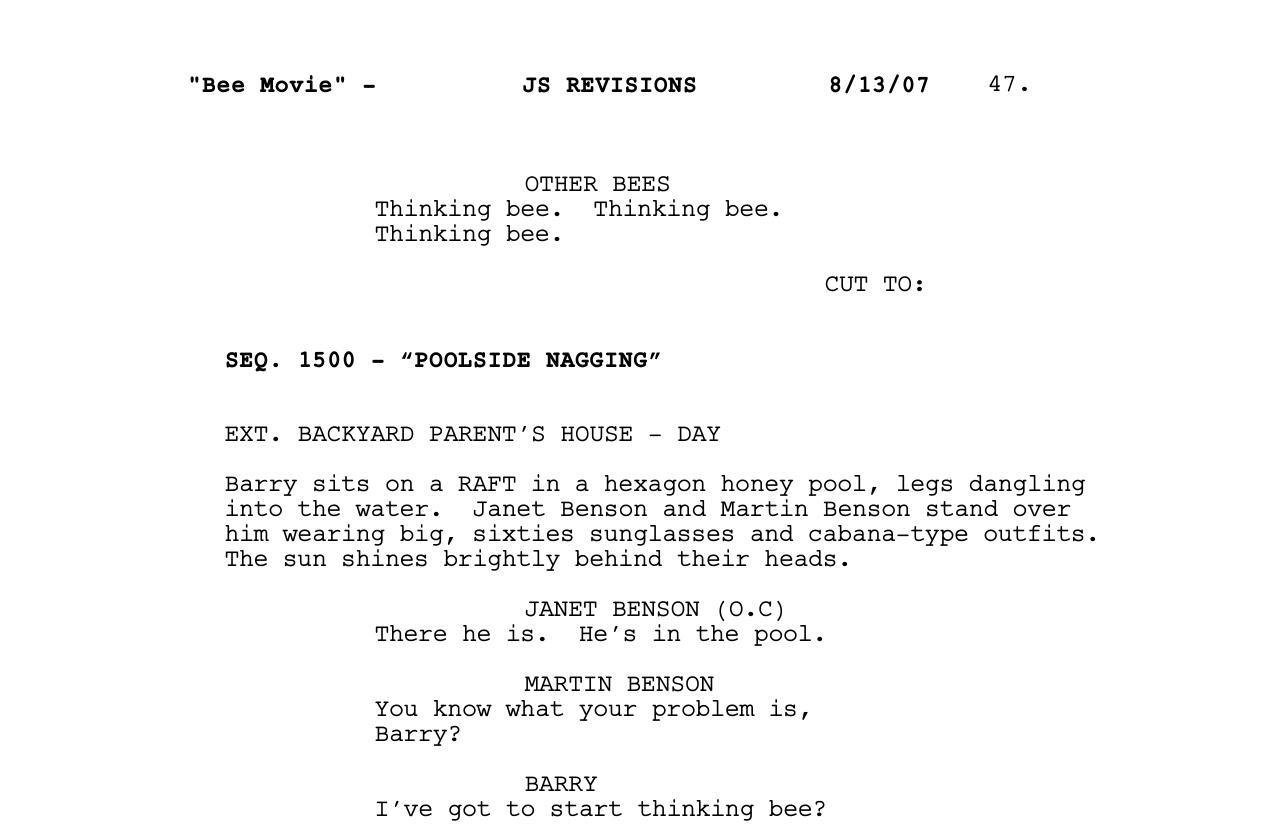 "Bee Movie" - JS REVISIONS 8/13/07 47.
OTHER BEES
Thinking bee.  Thinking bee.
Thinking bee.
CUT TO:
SEQ. 1500 - “POOLSIDE NAGGING”
EXT. BACKYARD PARENT’S HOUSE - DAY
Barry sits on a RAFT in a hexagon honey pool, legs dangling
into the water.  Janet Benson and Martin Benson stand over
him wearing big, sixties sunglasses and cabana-type outfits.
The sun shines brightly behind their heads.
JANET BENSON (O.C)
There he is.  He’s in the pool.
MARTIN BENSON
You know what your problem is,
Barry?
BARRY
I’ve got to start thinking bee?